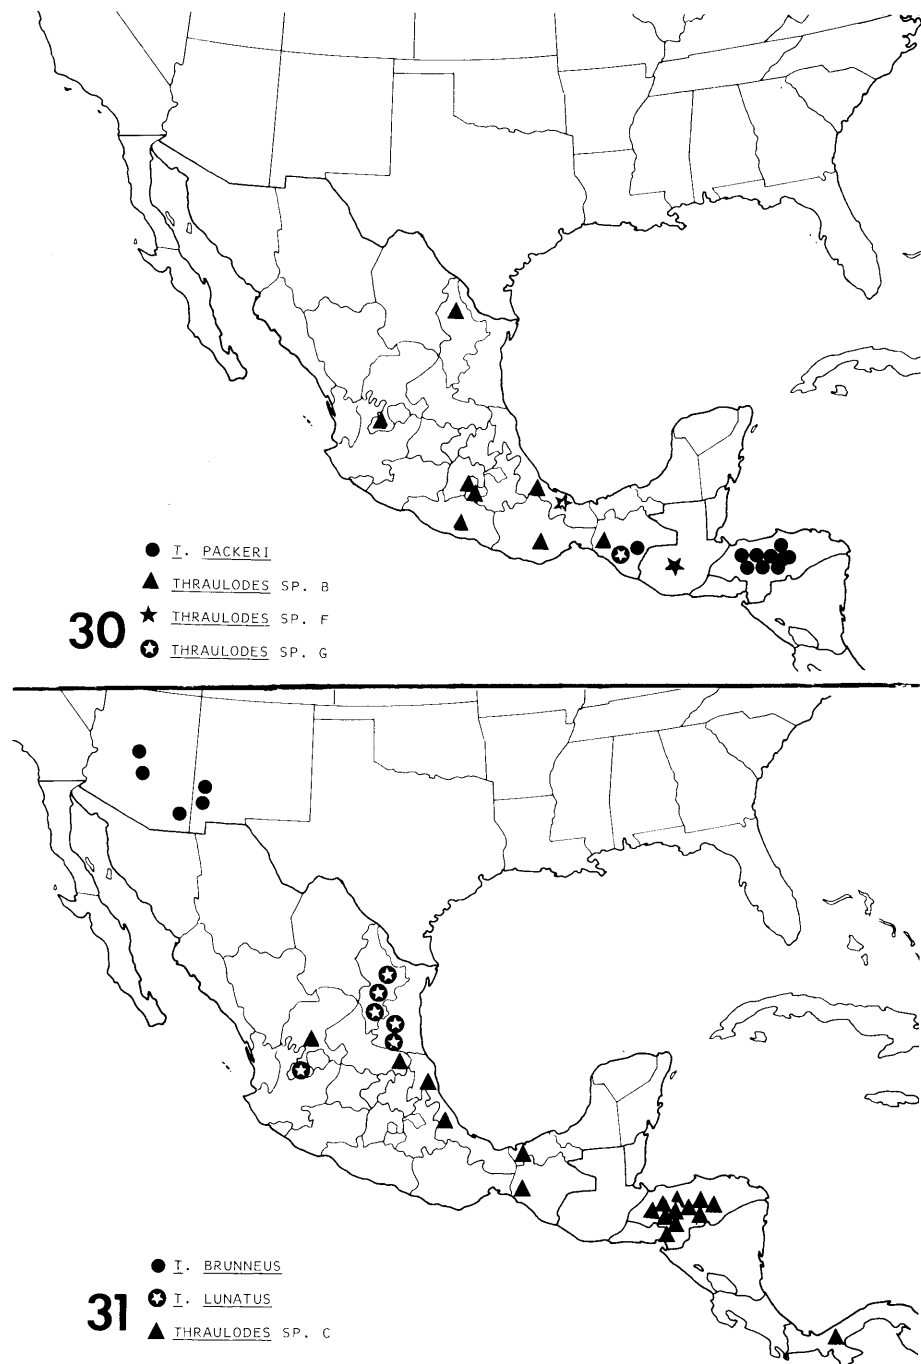 30
T. PACKERI
THRAULODES SP. B
THRAULODES SP. F
THRAULODES SP. G
31
T. BRUNNEUS
T. LUNATUS
THRAULODES SP. C